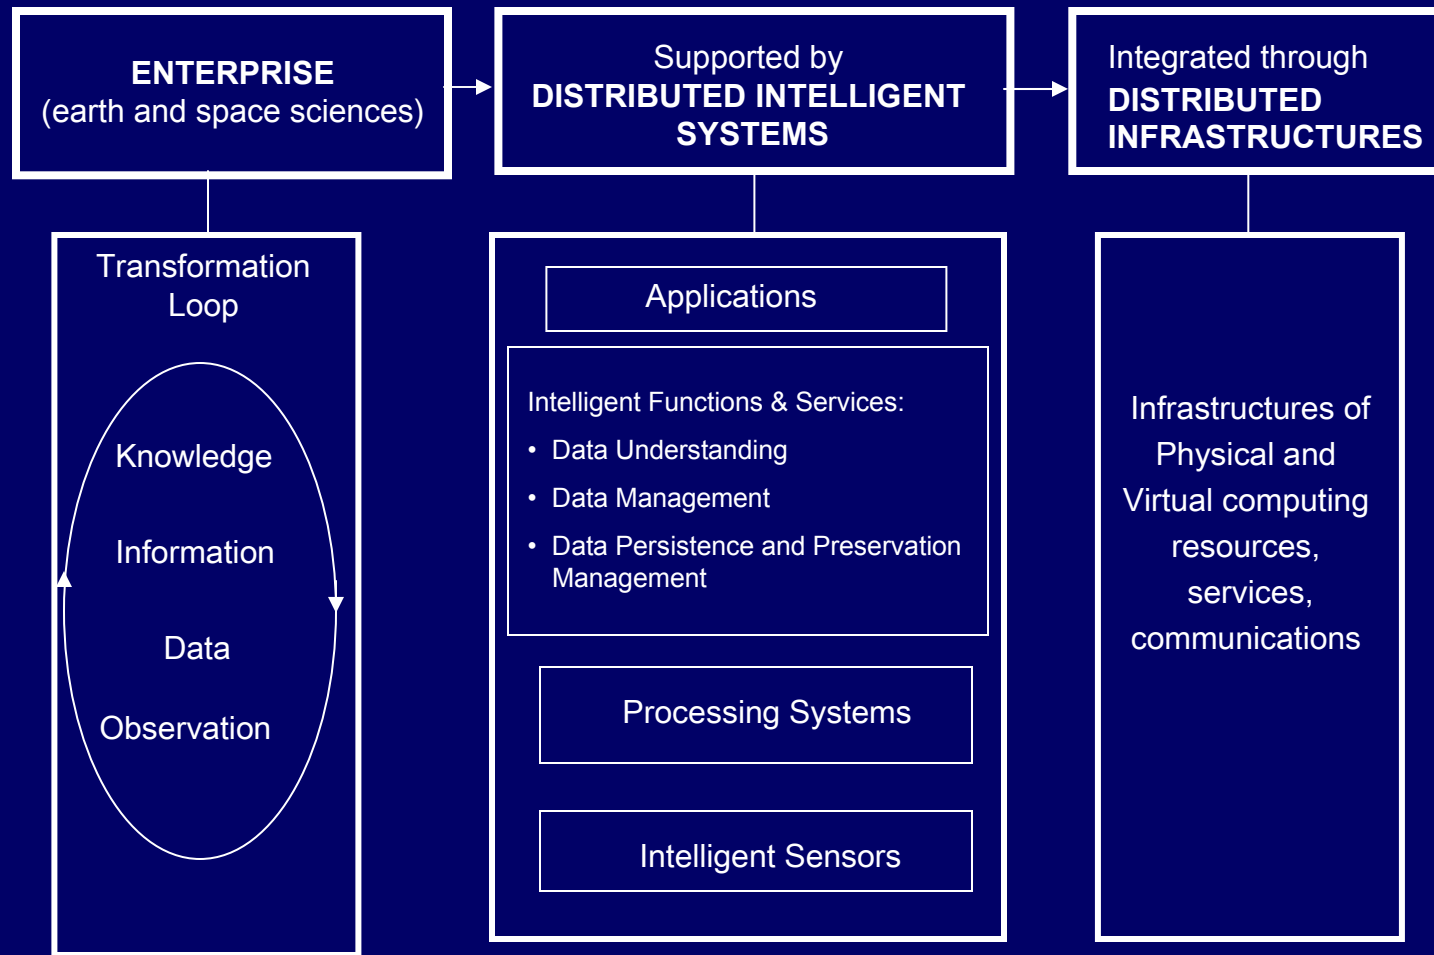 ENTERPRISE
(earth and space sciences)
Supported by
DISTRIBUTED INTELLIGENT
SYSTEMS
Integrated through
DISTRIBUTED
INFRASTRUCTURES
Transformation
Loop
Knowledge
Information
Data
Observation
Applications
Intelligent Functions & Services:
• Data Understanding
• Data Management
• Data Persistence and Preservation
Management
Processing Systems
Intelligent Sensors
Infrastructures of
Physical and
Virtual computing
resources,
services,
communications